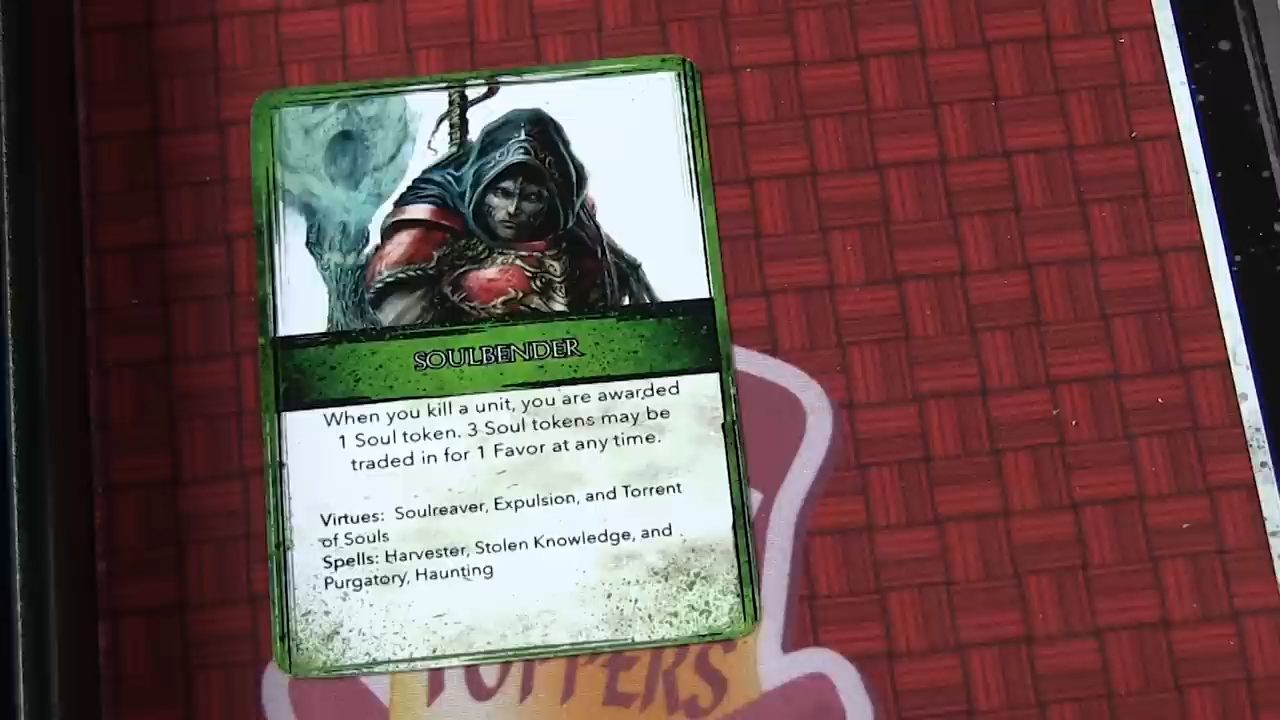 SOULBENDER
When you kill a unit, you are awarded
1 Soul token. 3 Soul tokens may be
traded in for 1 Favor at any time.
Virtues: Soulreaver, Expulsion, and Torrent
of Souls
Spells: Harvester, Stolen Knowledge, and
Purgatory, Haunting
TOPPERS